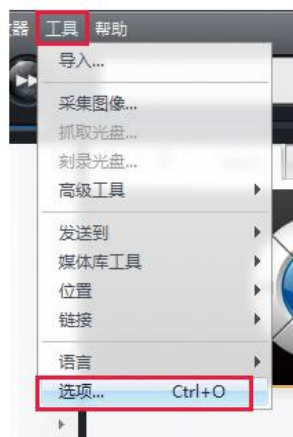 器 工具 帮助
导入...
采集图像...
抓取光盘...
刻录光盘...
高级工具
发送到
媒体库工具
位置
链接
语言
选项... Ctrl+O